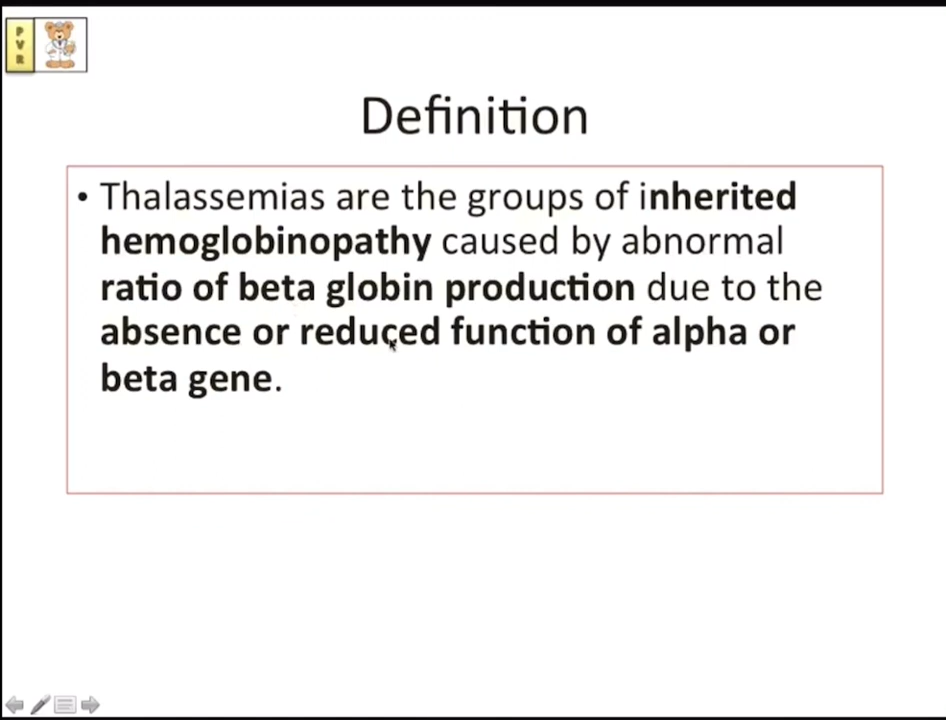 PVR
Definition
• Thalassemias are the groups of inherited
hemoglobinopathy caused by abnormal
ratio of beta globin production due to the
absence or reduced function of alpha or
beta gene.